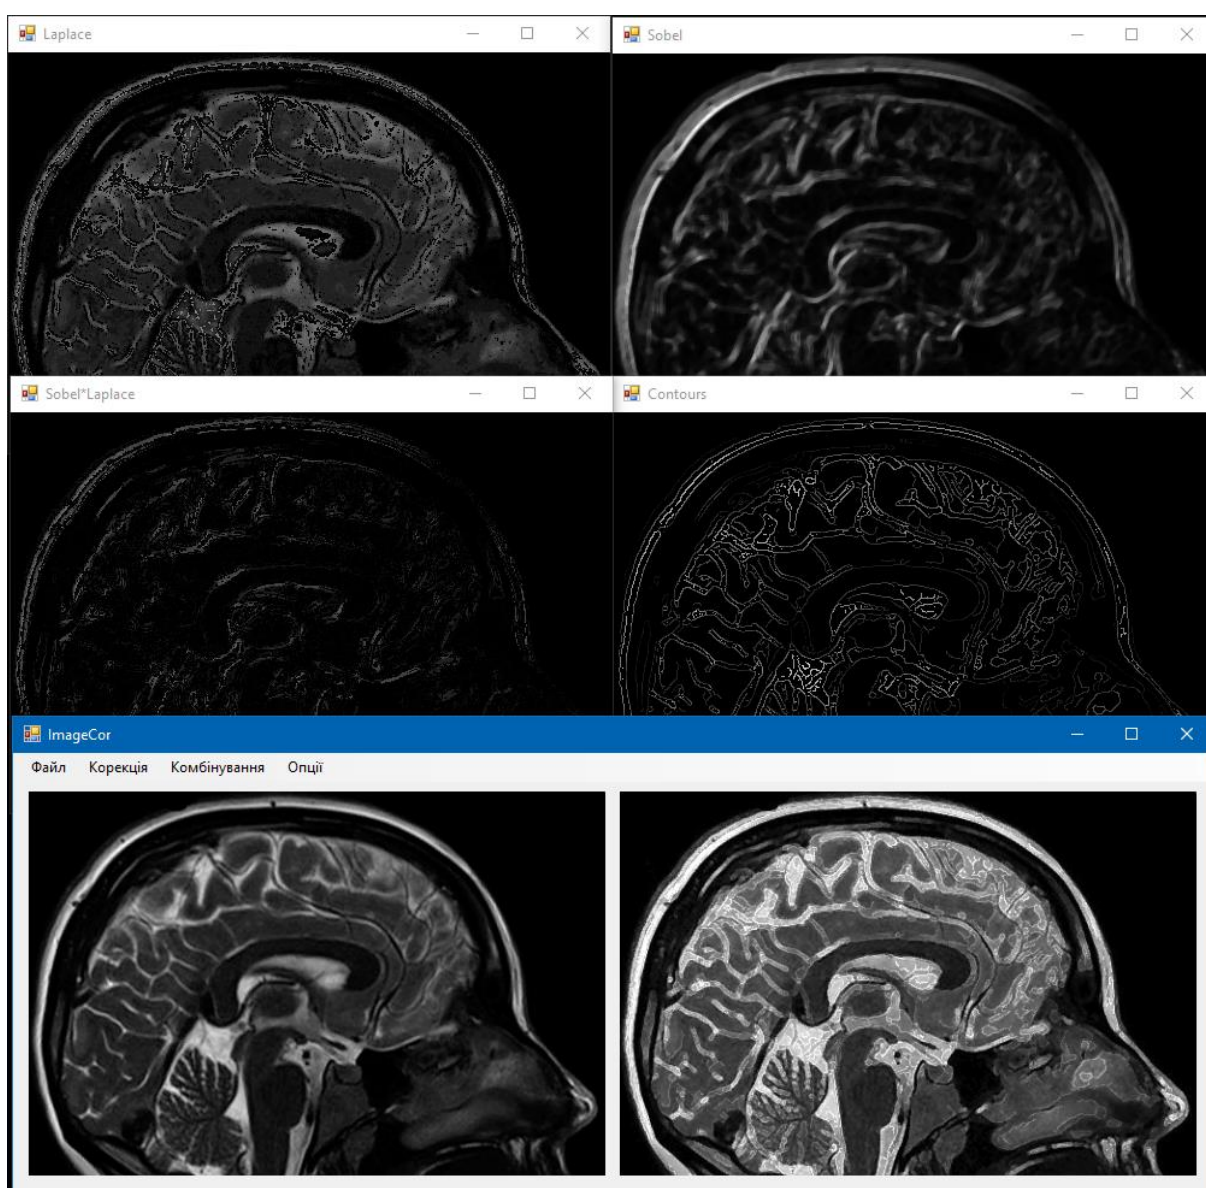 Laplace
Sobel
Sobel*Laplace
Contours
ImageCor
Файл Корекція Комбінування Опції